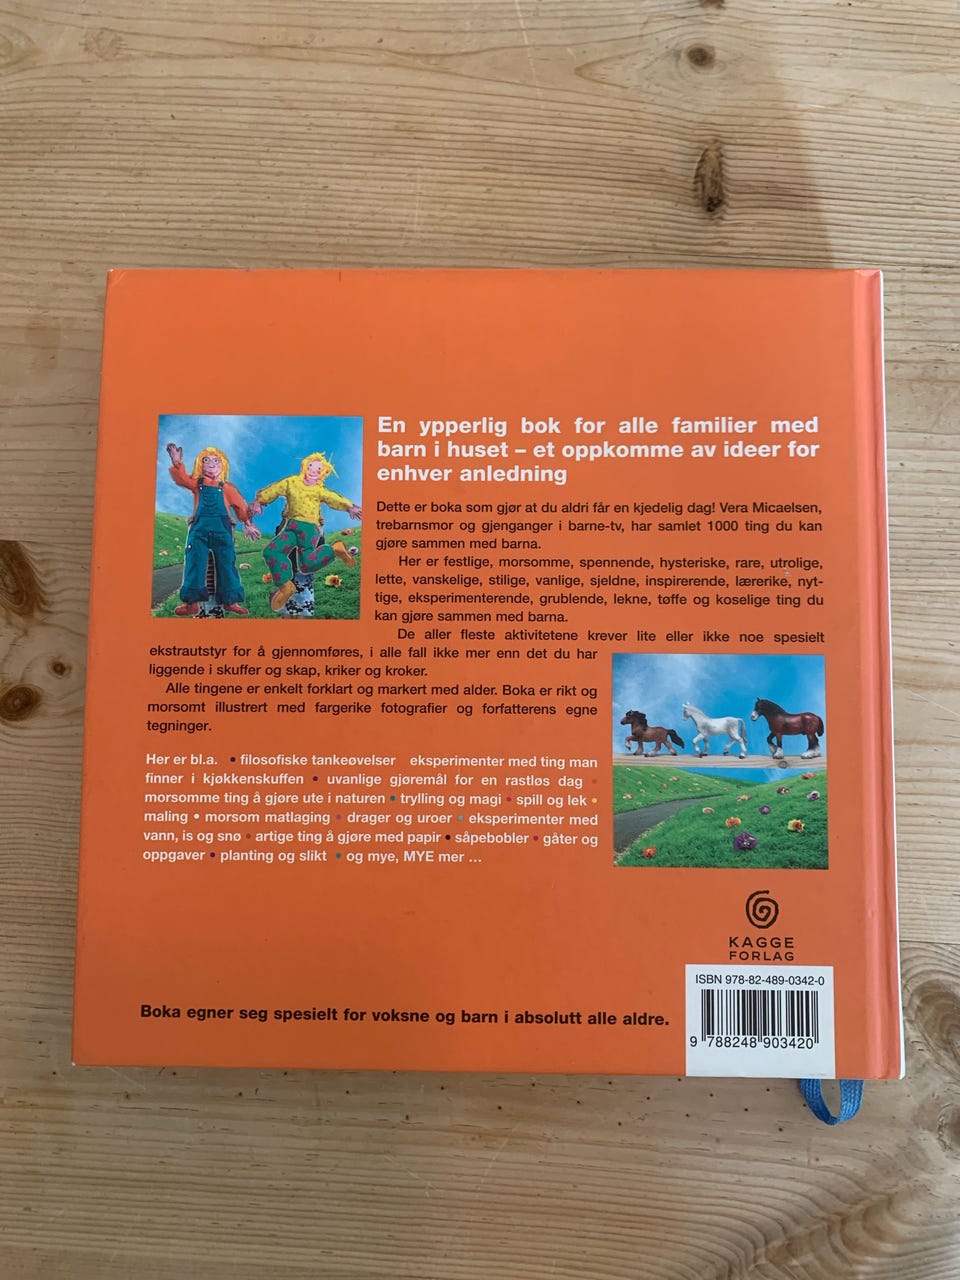 En ypperlig bok for alle familier med
barn i huset – et oppkomme av ideer for
enhver anledning
Dette er boka som gjør at du aldri får en kjedelig dag! Vera Micaelsen,
trebarnsmor og gjenganger i barne-tv, har samlet 1000 ting du kan
gjøre sammen med barna.
Her er festlige, morsomme, spennende, hysteriske, rare, utrolige,
lette, vanskelige, stilige, vanlige, sjeldne, inspirerende, lærerike, nyt-
tige, eksperimenterende, grublende, lekne, tøffe og koselige ting du
kan gjøre sammen med barna.
De aller fleste aktivitetene krever lite eller ikke noe spesielt
ekstrautstyr for å gjennomføres, i alle fall ikke mer enn det du har
liggende i skuffer og skap, kriker og kroker.
Alle tingene er enkelt forklart og markert med alder. Boka er rikt og
morsomt illustrert med fargerike fotografier og forfatterens egne
tegninger.
Her er bl.a. • filosofiske tankeøvelser eksperimenter med ting man
finner i kjøkkenskuffen • uvanlige gjøremål for en rastløs dag •
morsomme ting å gjøre ute i naturen • trylling og magi • spill og lek •
maling • morsom matlaging • drager og uroer • eksperimenter med
vann, is og snø • artige ting å gjøre med papir • såpebobler • gåter og
oppgaver • planting og slikt • og mye, MYE mer ...
KAGGE
FORLAG
ISBN 978-82-489-0342-0
9 788248 903420
Boka egner seg spesielt for voksne og barn i absolutt alle aldre.